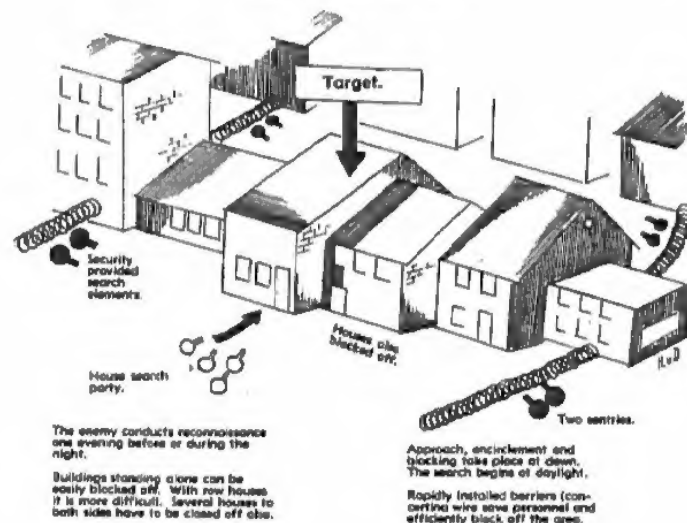 Target.
Security
provided
search
elements.
House search
party.
Houses also
blocked off.
H.v.D
Two sentries.
The enemy conducts reconnaissance
one evening before or during the
night.
Buildings standing alone can be
easily blocked off. With row houses
it is more difficult. Several houses to
both sides have to be closed off also.
Approach, encirclement and
blocking take place at dawn.
The search begins at daylight.
Rapidly installed barriers (con-
certina wire save personnel and
efficiently block off the area.